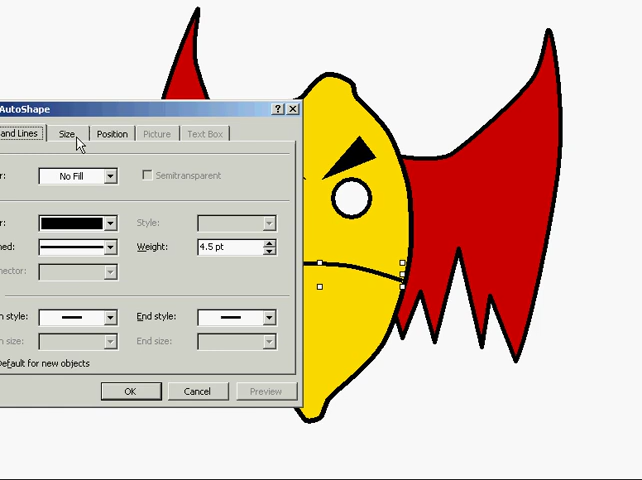 AutoShape
and Lines Size Position Picture Text Box
r: No Fill Semitransparent
r: Style:
ned: Weight: 4.5 pt
nector:
n style: End style:
n size: End size:
Default for new objects
OK Cancel Preview